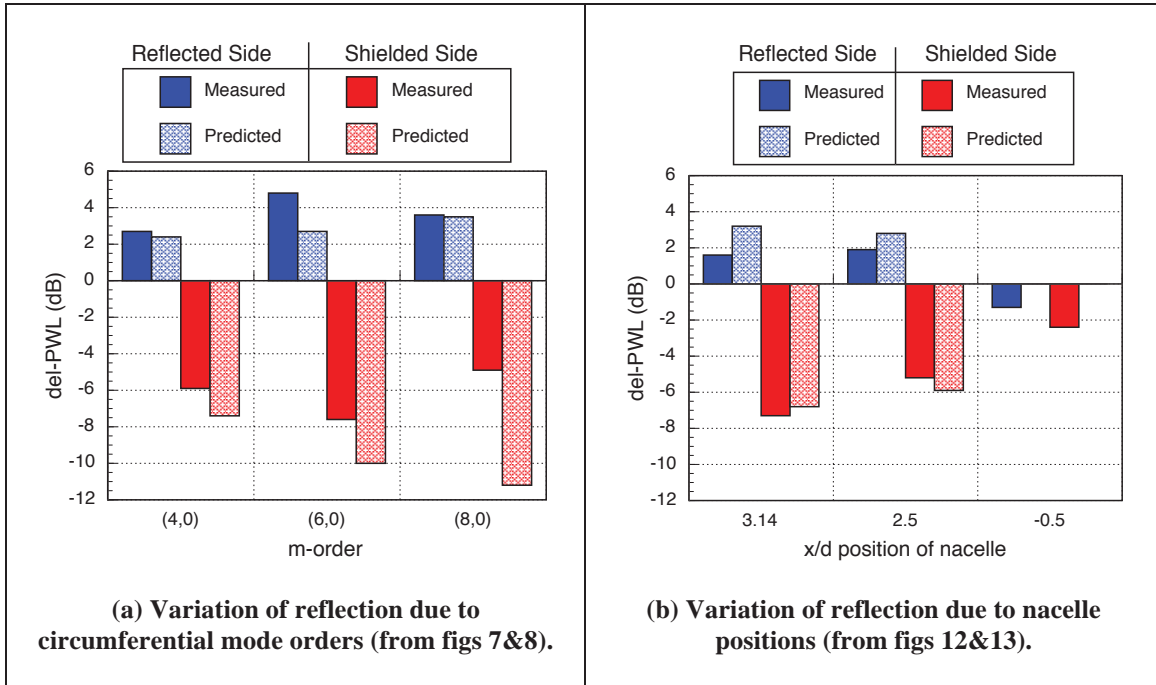 Reflected Side Shielded Side
Measured Measured
Predicted Predicted
6
4
2
0
-2
-4
-6
-8
-10
-12
del-PWL (dB)
(4,0) (6,0) (8,0)
m-order
(a) Variation of reflection due to
circumferential mode orders (from figs 7&8).
Reflected Side Shielded Side
Measured Measured
Predicted Predicted
6
4
2
0
-2
-4
-6
-8
-10
-12
del-PWL (dB)
3.14 2.5 -0.5
x/d position of nacelle
(b) Variation of reflection due to nacelle
positions (from figs 12&13).